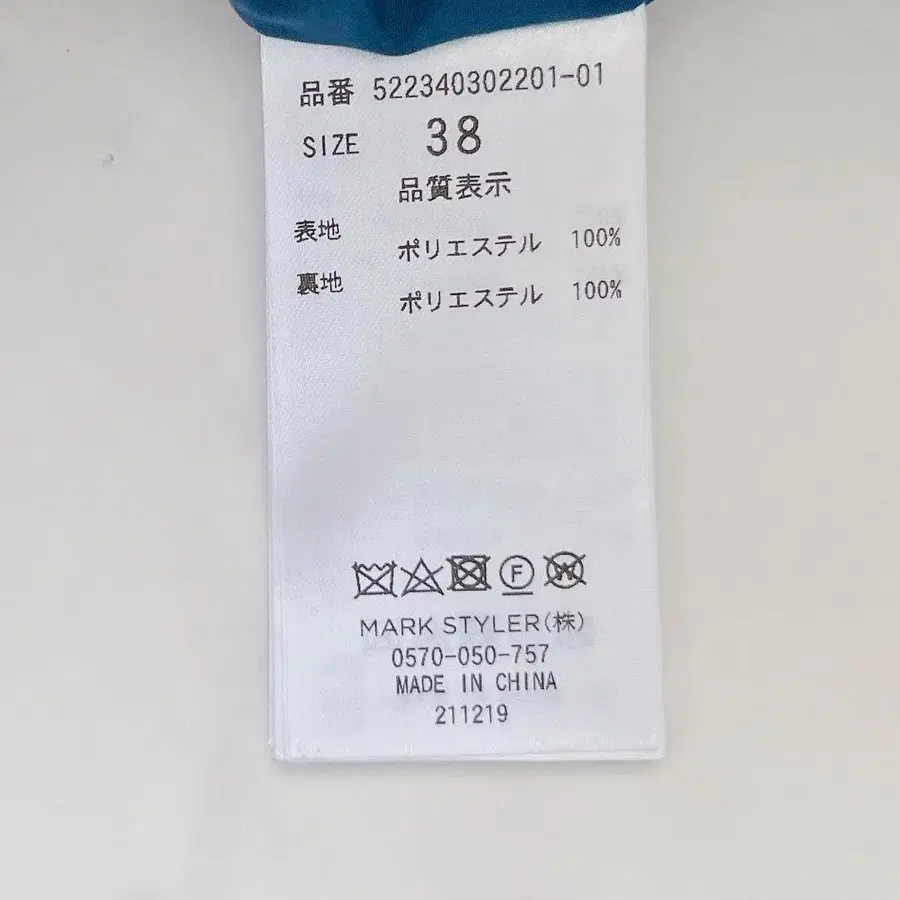 品番 522340302201-01
SIZE 38
品質表示
表地 ポリエステル 100%
裏地 ポリエステル 100%
F W
MARK STYLER(株)
0570-050-757
MADE IN CHINA
211219